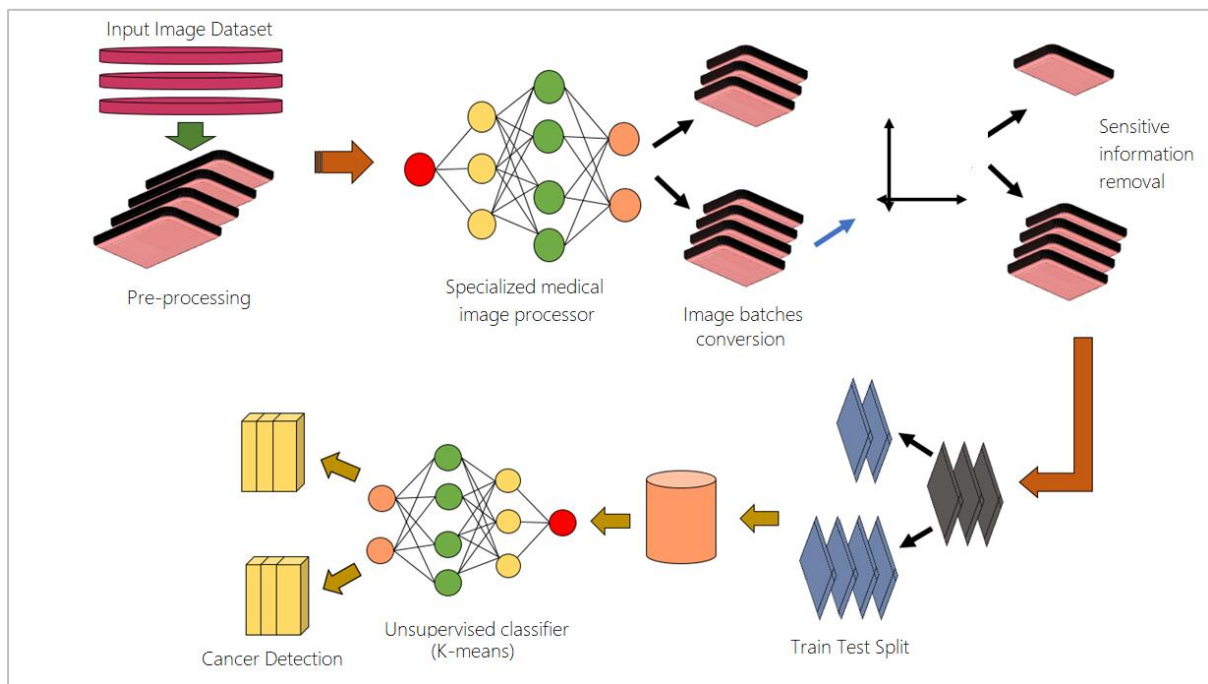 Input Image Dataset
Pre-processing
Specialized medical
image processor
Image batches
conversion
Sensitive
information
removal
Train Test Split
Unsupervised classifier
(K-means)
Cancer Detection